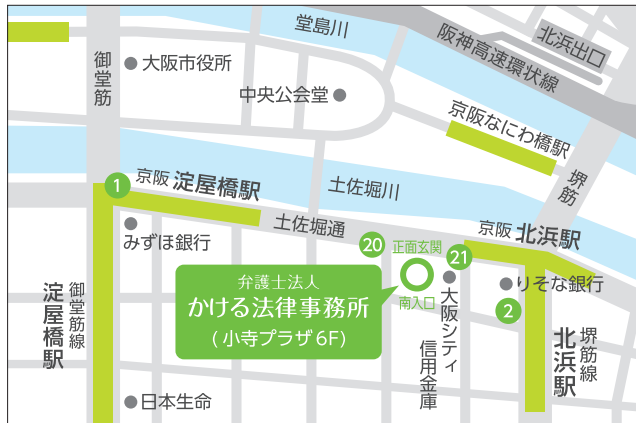 堂島川
阪神高速環状線
北浜出口
御堂筋
大阪市役所
中央公会堂
京阪なにわ橋駅
堺筋
1
京阪 淀屋橋駅
土佐堀川
みずほ銀行
土佐堀通
京阪 北浜駅
20
正面玄関
21
弁護士法人
かける法律事務所
(小寺プラザ6F)
南入口
大阪シティ
信用金庫
りそな銀行
2
御堂筋線
淀屋橋駅
堺筋線
北浜駅
日本生命